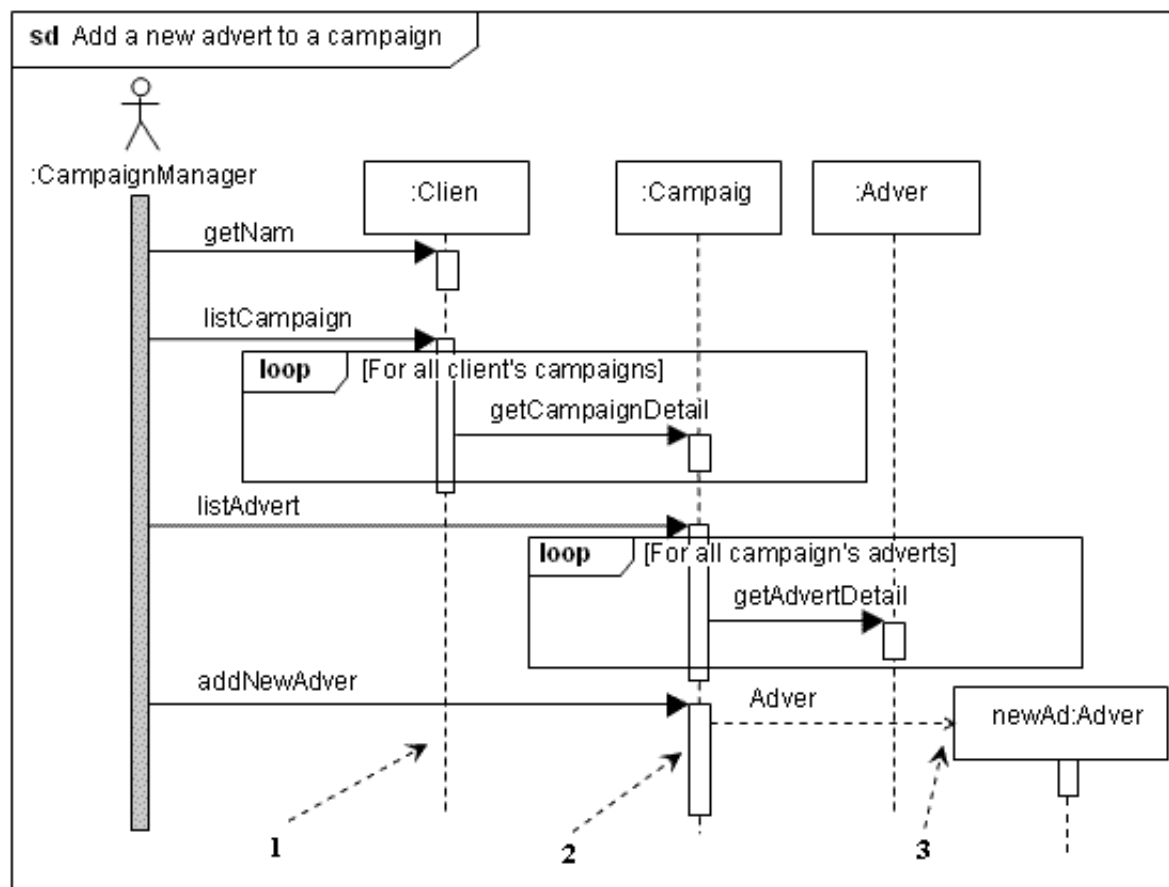 sd Add a new advert to a campaign
:CampaignManager
:Clien
:Campaig
:Adver
getNam
listCampaign
loop [For all client's campaigns]
getCampaignDetail
listAdvert
loop [For all campaign's adverts]
getAdvertDetail
addNewAdver
Adver
newAd:Adver
1
2
3